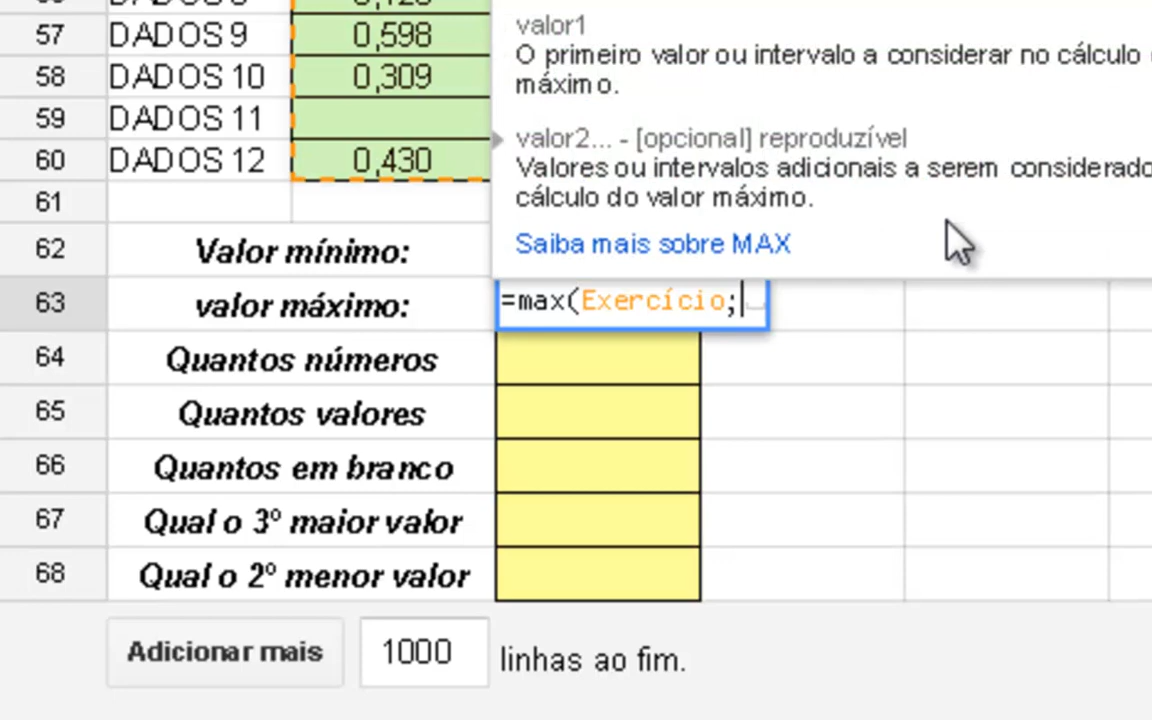 valor1
57 DADOS 9 0,598
O primeiro valor ou intervalo a considerar no cálculo
58 DADOS 10 0,309
máximo.
59 DADOS 11
valor2... - [opcional] reproduzível
60 DADOS 12 0,430
Valores ou intervalos adicionais a serem considerado
cálculo do valor máximo.
61
Saiba mais sobre MAX
62 Valor mínimo:
63 valor máximo: =max(Exercício;
64 Quantos números
65 Quantos valores
66 Quantos em branco
67 Qual o 3º maior valor
68 Qual o 2º menor valor
Adicionar mais 1000 linhas ao fim.